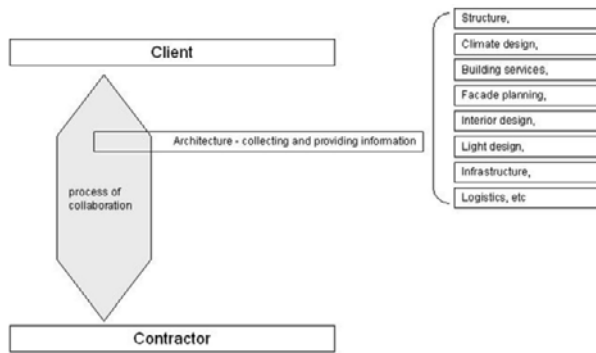 Client
Architecture - collecting and providing information
process of
collaboration
Contractor
Structure,
Climate design,
Building services,
Facade planning,
Interior design,
Light design,
Infrastructure,
Logistics, etc